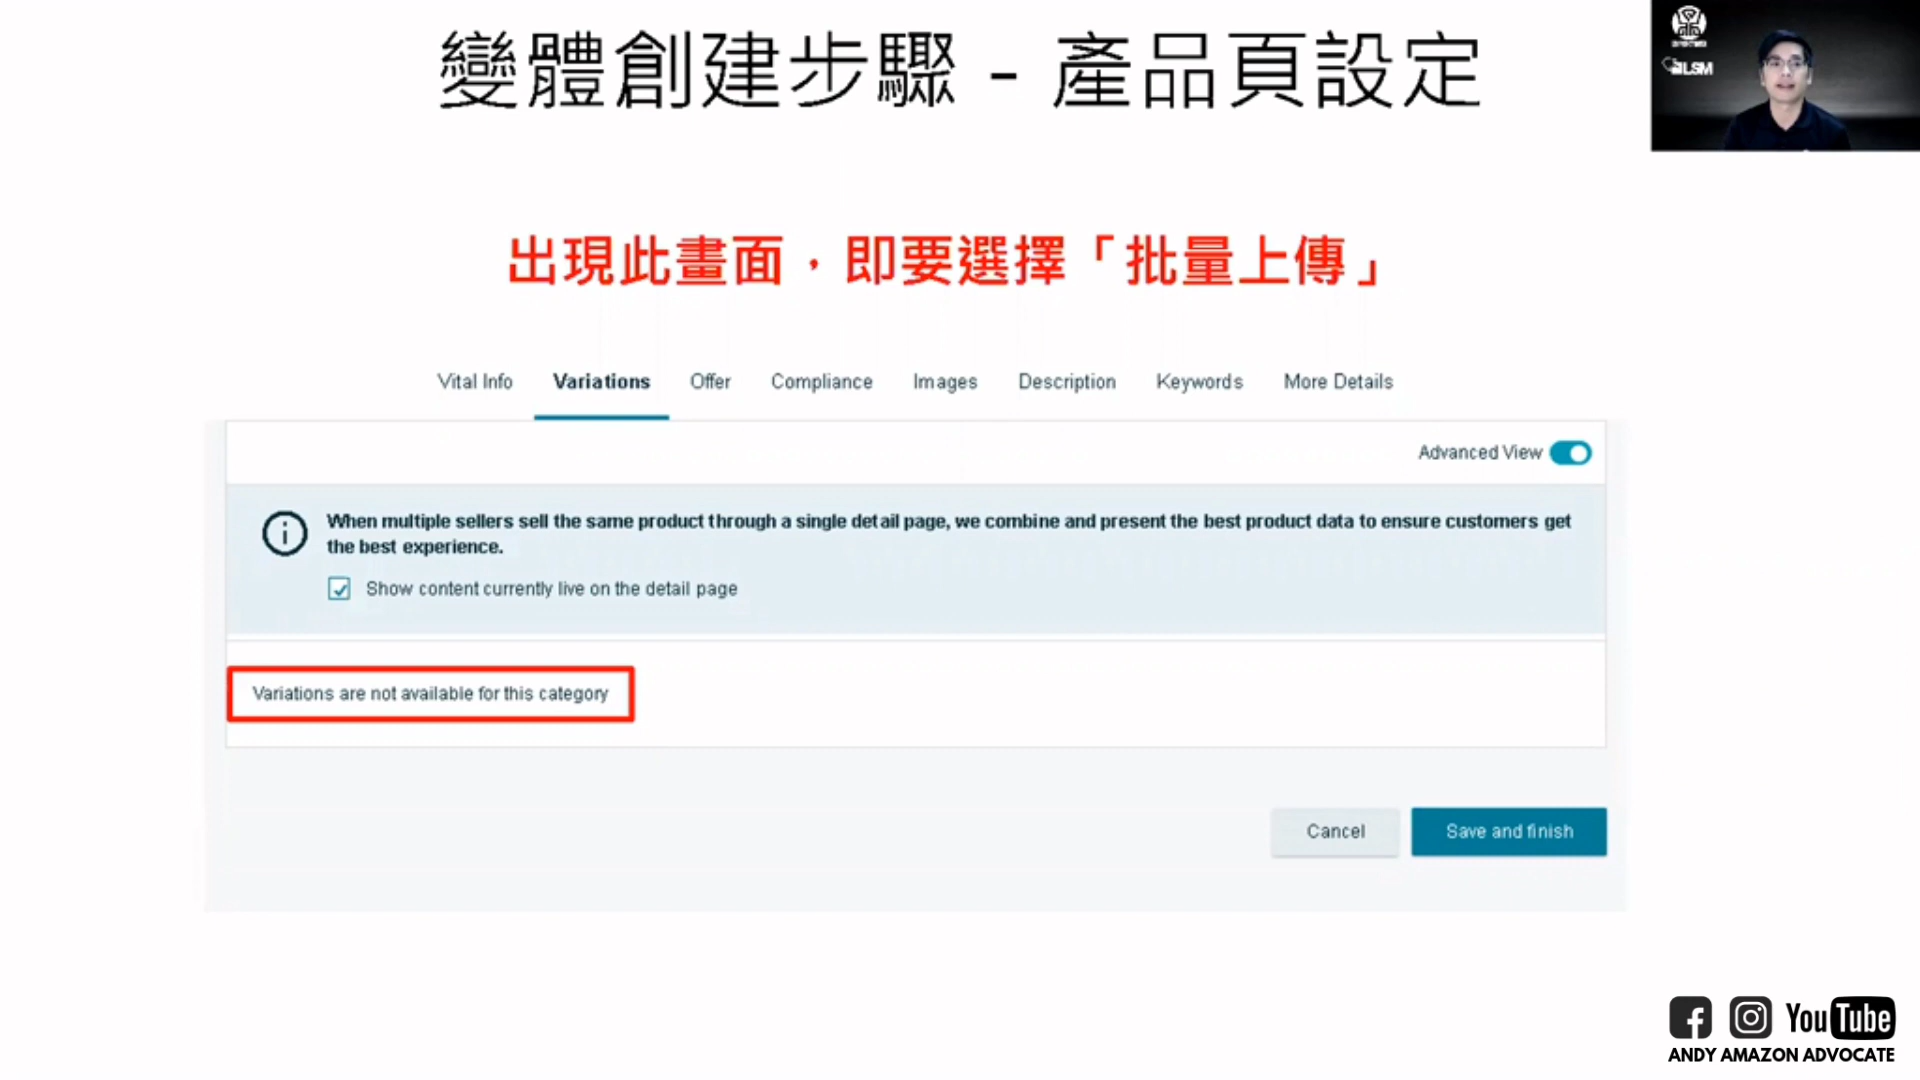 變體創建步驟 - 產品頁設定
LSM
出現此畫面，即要選擇「批量上傳」
Vital Info Variations Offer Compliance Images Description Keywords More Details
Advanced View
When multiple sellers sell the same product through a single detail page, we combine and present the best product data to ensure customers get
the best experience.
Show content currently live on the detail page
Variations are not available for this category
Cancel Save and finish
YouTube
ANDY AMAZON ADVOCATE